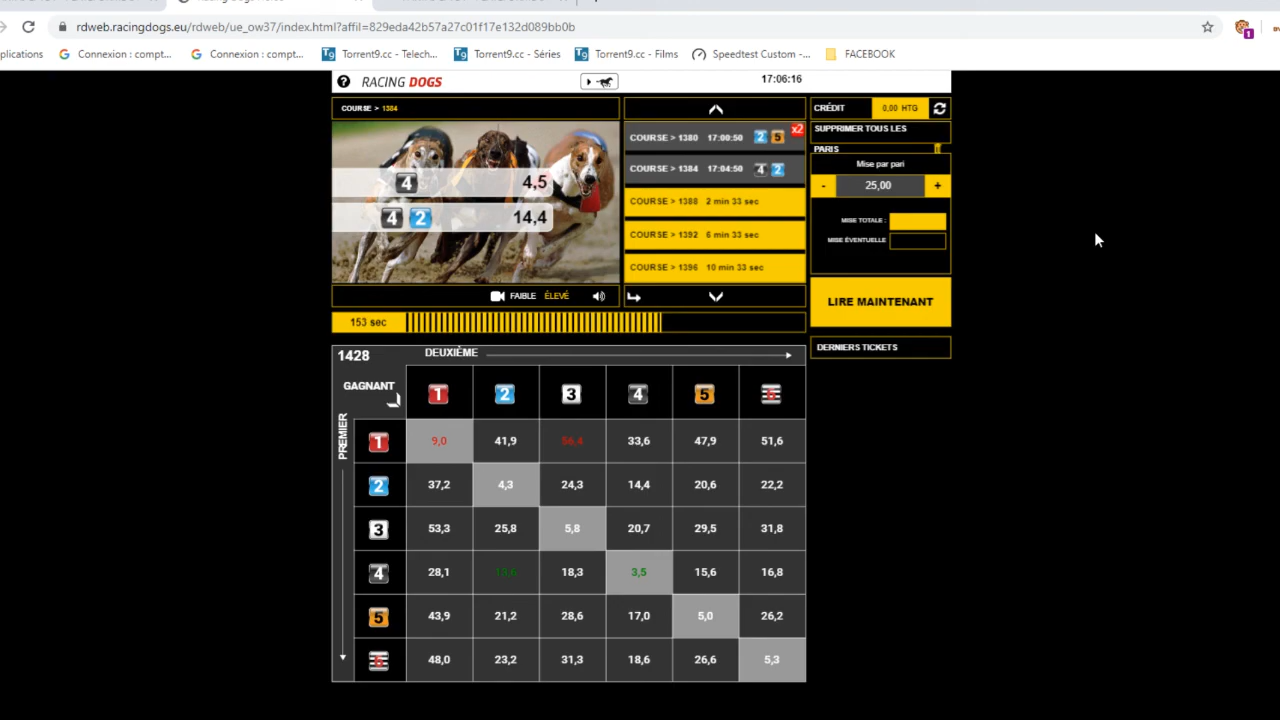 rdweb.racingdogs.eu/rdweb/ue_ow37/index.html?affil=829eda42b57a27c01f17e132d089bb0b
1
plications Connexion : compt... Connexion : compt... Torrent9.cc - Telech... Torrent9.cc - Séries Torrent9.cc - Films Speedtest Custom -... FACEBOOK
? RACING DOGS 17:06:16
COURSE > 1384
4 4,5
4 2 14,4
FAIBLE ÉLEVÉ
COURSE > 1380 17:00:50 2 5 x2
COURSE > 1384 17:04:50 4 2
COURSE > 1388 2 min 33 sec
COURSE > 1392 6 min 33 sec
COURSE > 1396 10 min 33 sec
CRÉDIT 0,00 HTG
SUPPRIMER TOUS LES
PARIS
Mise par pari
- 25,00 +
MISE TOTALE :
MISE ÉVENTUELLE
LIRE MAINTENANT
DERNIERS TICKETS
153 sec
1428 DEUXIÈME
GAGNANT 1 2 3 4 5 6
PREMIER
1 9,0 41,9 56,4 33,6 47,9 51,6
2 37,2 4,3 24,3 14,4 20,6 22,2
3 53,3 25,8 5,8 20,7 29,5 31,8
4 28,1 13,6 18,3 3,5 15,6 16,8
5 43,9 21,2 28,6 17,0 5,0 26,2
6 48,0 23,2 31,3 18,6 26,6 5,3